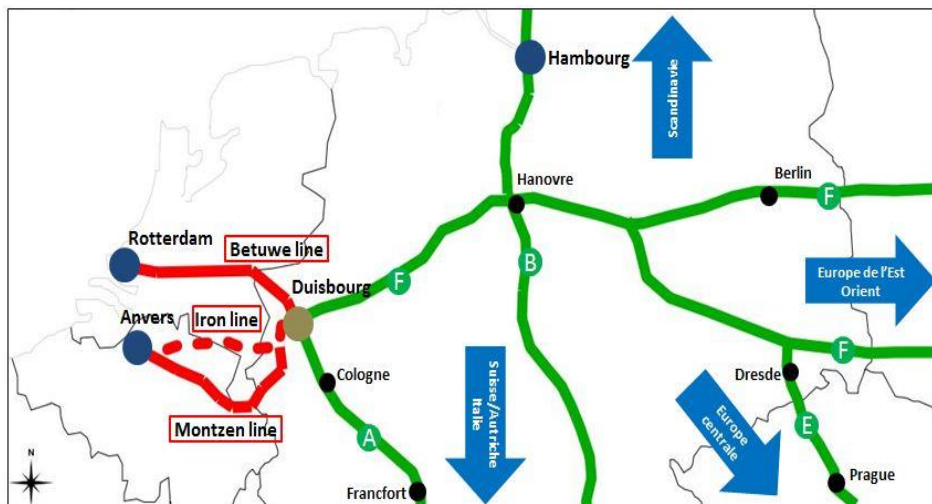 Hambourg
Scandinavie
Hanovre
Berlin
F
Rotterdam
Betuwe line
B
Duisbourg
F
Europe de l'Est
Orient
Anvers
Iron line
F
Cologne
Suisse/Autriche
Italie
Dresde
Montzen line
A
Europe
centrale
E
N
Francfort
Prague